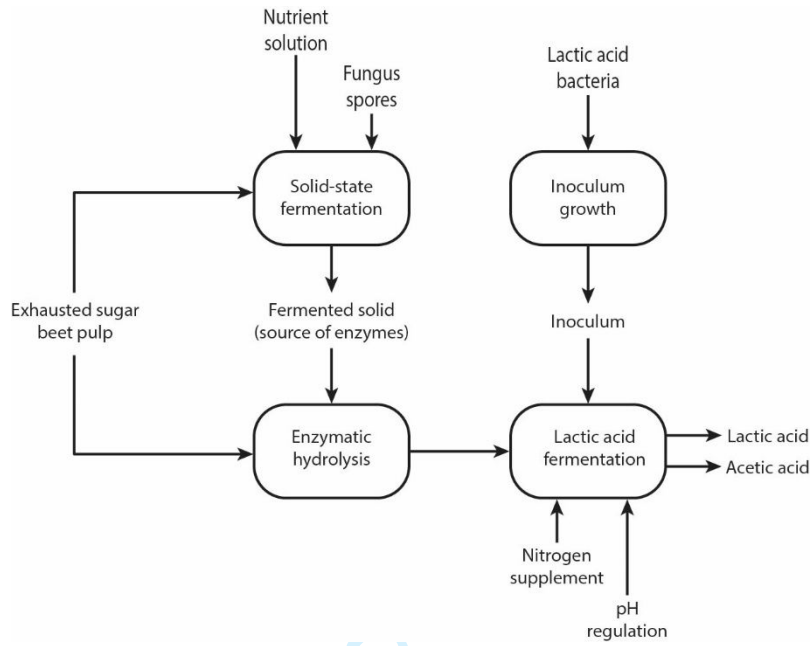 Nutrient
solution
Fungus
spores
Lactic acid
bacteria
Solid-state
fermentation
Inoculum
growth
Exhausted sugar
beet pulp
Fermented solid
(source of enzymes)
Inoculum
Enzymatic
hydrolysis
Lactic acid
fermentation
Lactic acid
Acetic acid
Nitrogen
supplement
pH
regulation